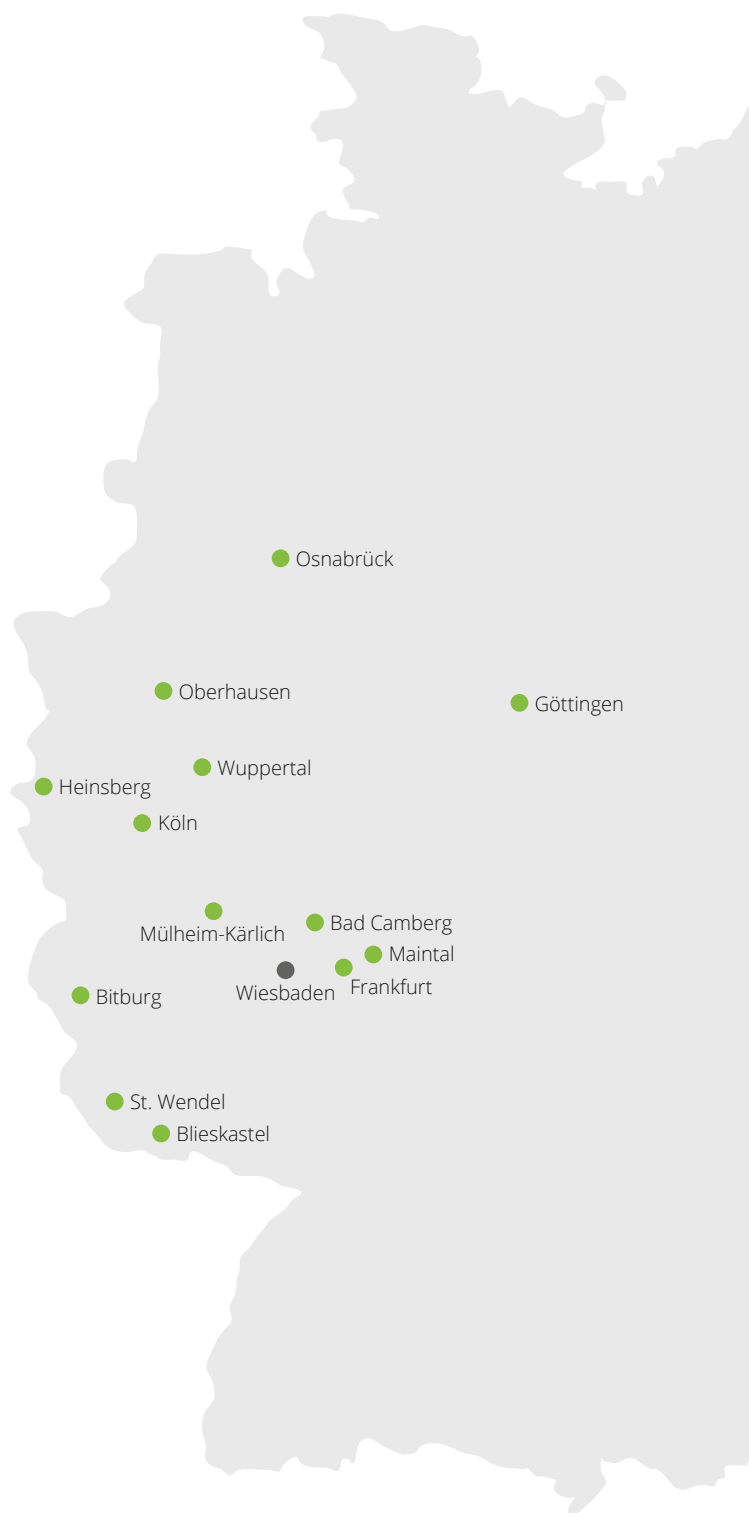 Osnabrück
Oberhausen
Göttingen
Wuppertal
Heinsberg
Köln
Mülheim-Kärlich
Bad Camberg
Maintal
Frankfurt
Wiesbaden
Bitburg
St. Wendel
Blieskastel